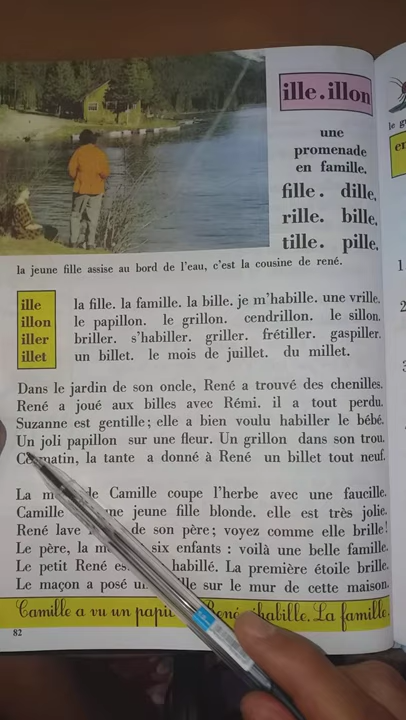 ille.illon
une
promenade
en famille.
fille. dille.
rille. bille.
tille. pille.
la jeune fille assise au bord de l'eau, c'est la cousine de rené.
ille la fille. la famille. la bille. je m'habille. une vrille.
illon le papillon. le grillon. cendrillon. le sillon.
iller briller. s'habiller. griller. frétiller. gaspiller.
illet un billet. le mois de juillet. du millet.
Dans le jardin de son oncle, René a trouvé des chenilles.
René a joué aux billes avec Rémi. il a tout perdu.
Suzanne est gentille; elle a bien voulu habiller le bébé.
Un joli papillon sur une fleur. Un grillon dans son trou.
Ce matin, la tante a donné à René un billet tout neuf.
La de Camille coupe l'herbe avec une faucille.
Camille une jeune fille blonde. elle est très jolie.
René lave de son père; voyez comme elle brille!
Le père, la six enfants : voilà une belle famille.
Le petit René habillé. La première étoile brille.
Le maçon a posé sur le mur de cette maison.
Camille a vu un La famille.
82
le